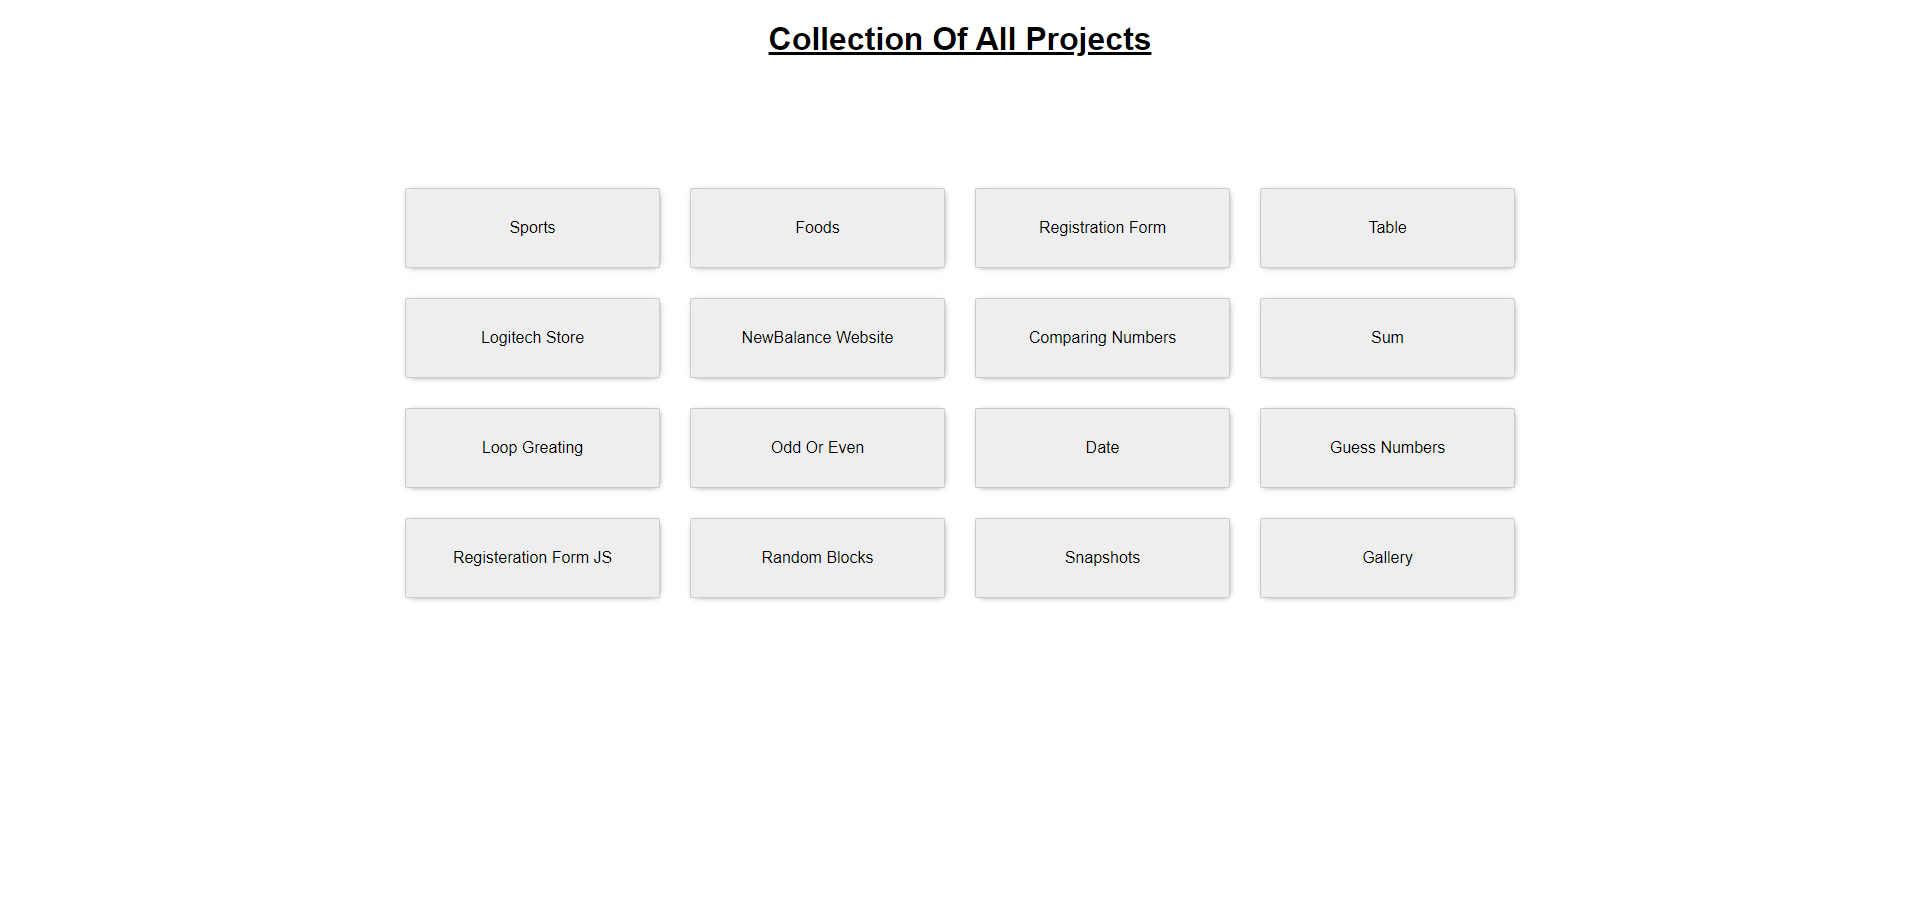 Collection Of All Projects
Sports
Foods
Registration Form
Table
Logitech Store
NewBalance Website
Comparing Numbers
Sum
Loop Greating
Odd Or Even
Date
Guess Numbers
Registeration Form JS
Random Blocks
Snapshots
Gallery